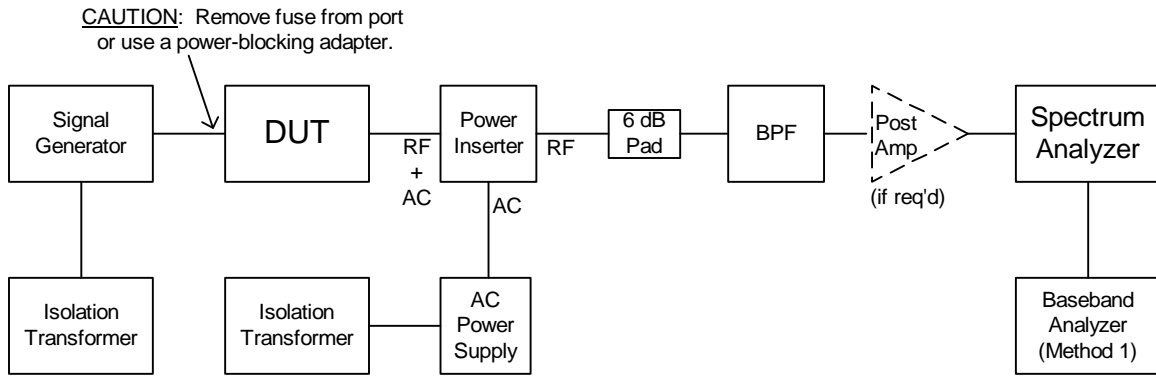 CAUTION: Remove fuse from port
or use a power-blocking adapter.
Signal
Generator
DUT
RF
+
AC
Power
Inserter
RF
AC
6 dB
Pad
BPF
Post
Amp
(if req'd)
Spectrum
Analyzer
Isolation
Transformer
Isolation
Transformer
AC
Power
Supply
Baseband
Analyzer
(Method 1)